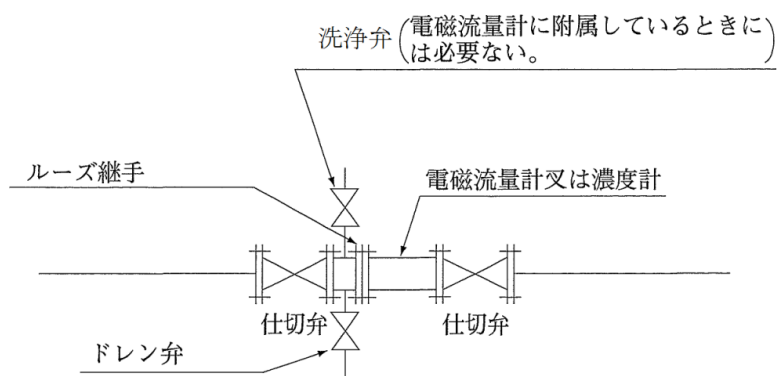 洗浄弁(電磁流量計に附属しているときに
は必要ない。)
ルーズ継手
電磁流量計叉は濃度計
仕切弁
仕切弁
ドレン弁